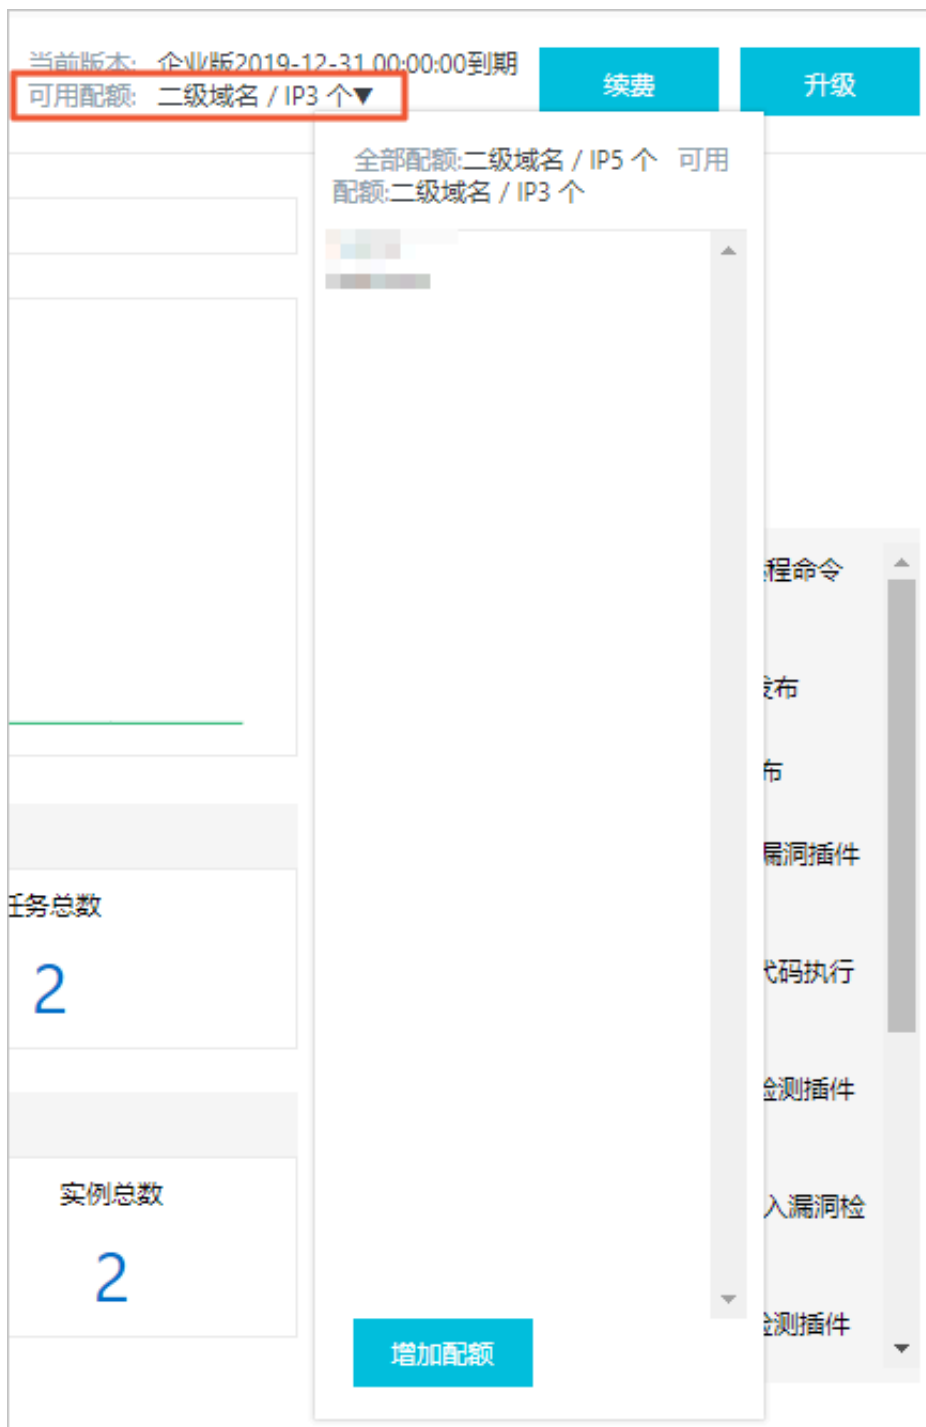 当前版本: 企业版2019-12-31 00:00:00到期
可用配额: 二级域名 / IP3 个▼
续费
升级
全部配额:二级域名 / IP5 个 可用
配额:二级域名 / IP3 个
程命令
发布
布
漏洞插件
任务总数
2
代码执行
检测插件
实例总数
2
入漏洞检
检测插件
增加配额